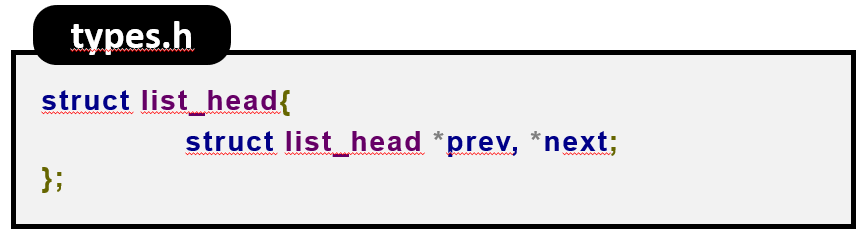 types.h
struct list_head{
struct list_head *prev, *next;
};